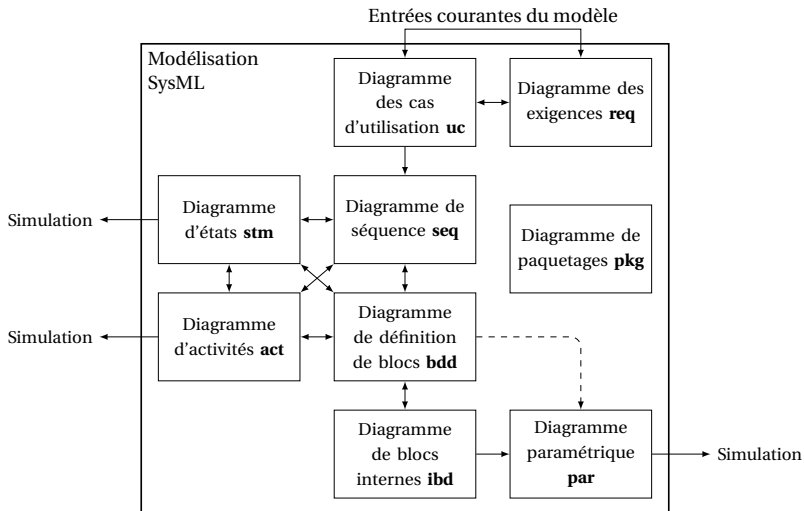 Entrées courantes du modèle
Modélisation
SysML
Diagramme
des cas
d'utilisation uc
Diagramme des
exigences req
Simulation
Diagramme
d'états stm
Diagramme de
séquence seq
Diagramme de
paquetages pkg
Simulation
Diagramme
d'activités act
Diagramme
de définition
de blocs bdd
Diagramme
de blocs
internes ibd
Diagramme
paramétrique
par
Simulation